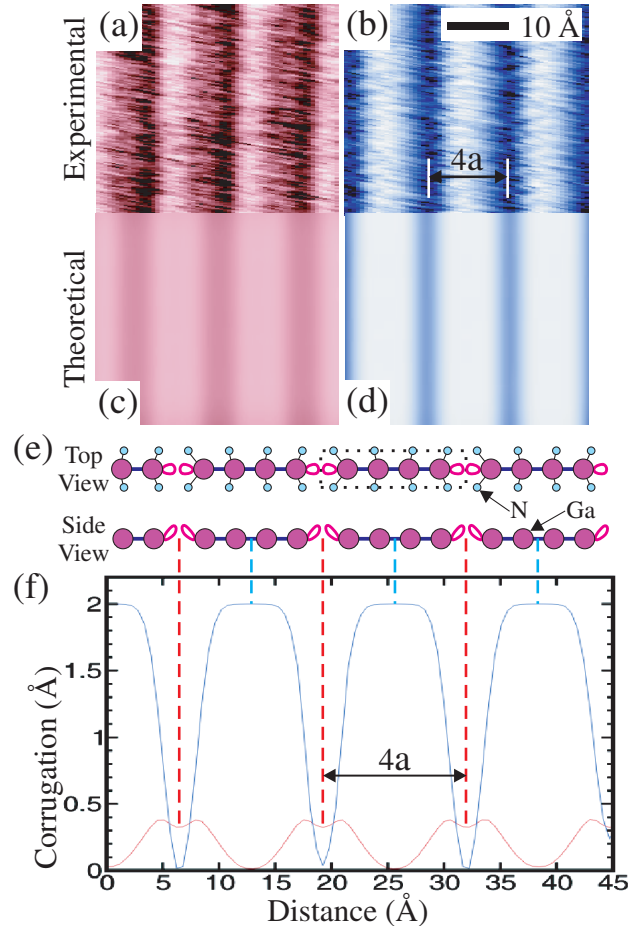 (a)
(b)
10 Å
Experimental
4a
Theoretical
(c)
(d)
(e)
Top
View
N
Ga
Side
View
(f)
2
1.5
1
0.5
0
Corrugation (Å)
4a
0 5 10 15 20 25 30 35 40 45
Distance (Å)